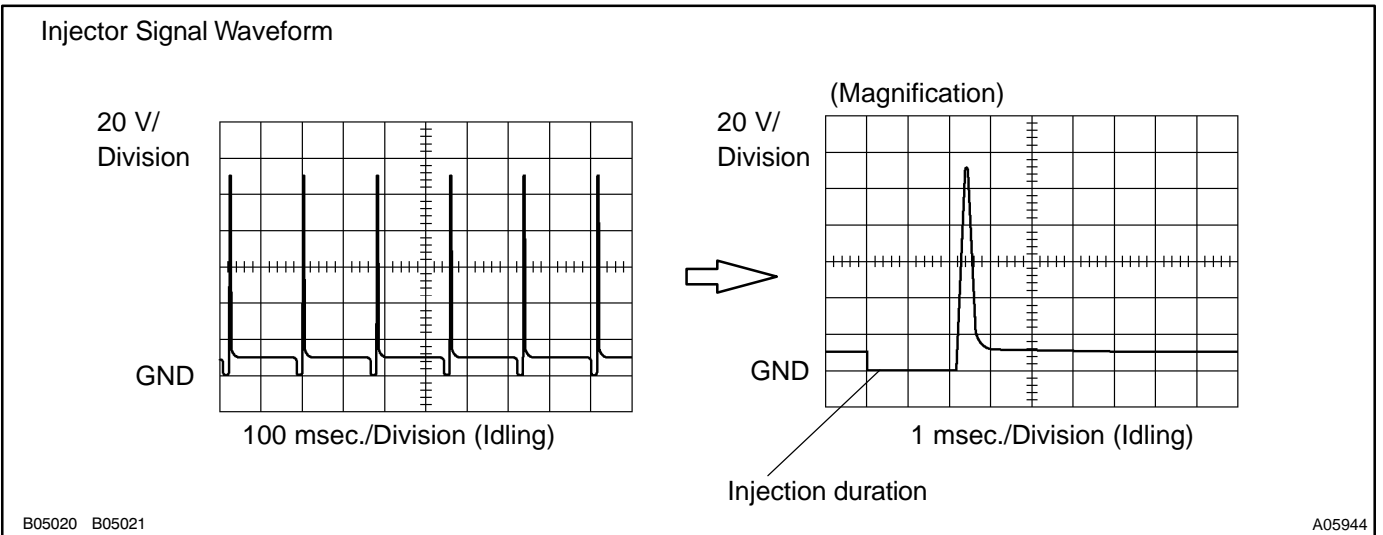 Injector Signal Waveform
20 V/
Division
GND
100 msec./Division (Idling)
(Magnification)
20 V/
Division
GND
1 msec./Division (Idling)
Injection duration
B05020 B05021
A05944